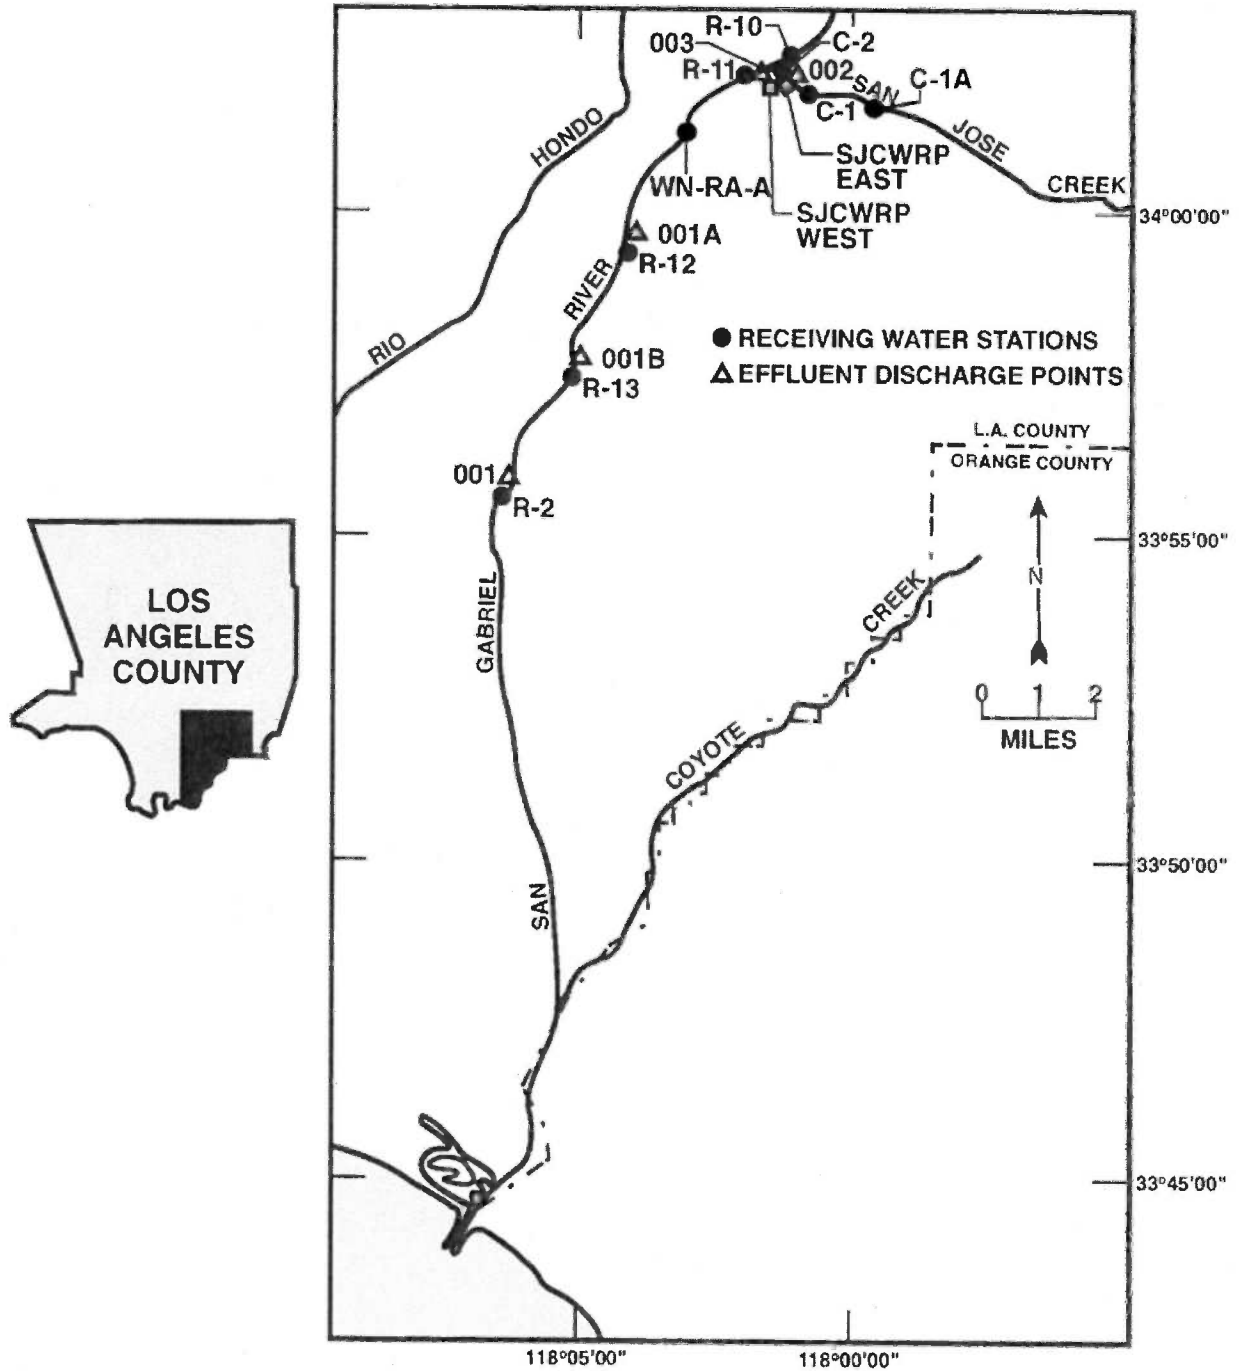 R-10
003
C-2
R-11
002
C-1A
SAN
C-1
JOSE
HONDO
SJCWRP
EAST
WN-RA-A
CREEK
SJCWRP
WEST
34°00'00"
001A
R-12
RIVER
RIO
RECEIVING WATER STATIONS
001B
EFFLUENT DISCHARGE POINTS
R-13
L.A. COUNTY
ORANGE COUNTY
001
R-2
33°55'00"
N
LOS
ANGELES
COUNTY
GABRIEL
CREEK
0 1 2
MILES
COYOTE
33°50'00"
SAN
33°45'00"
118°05'00"
118°00'00"